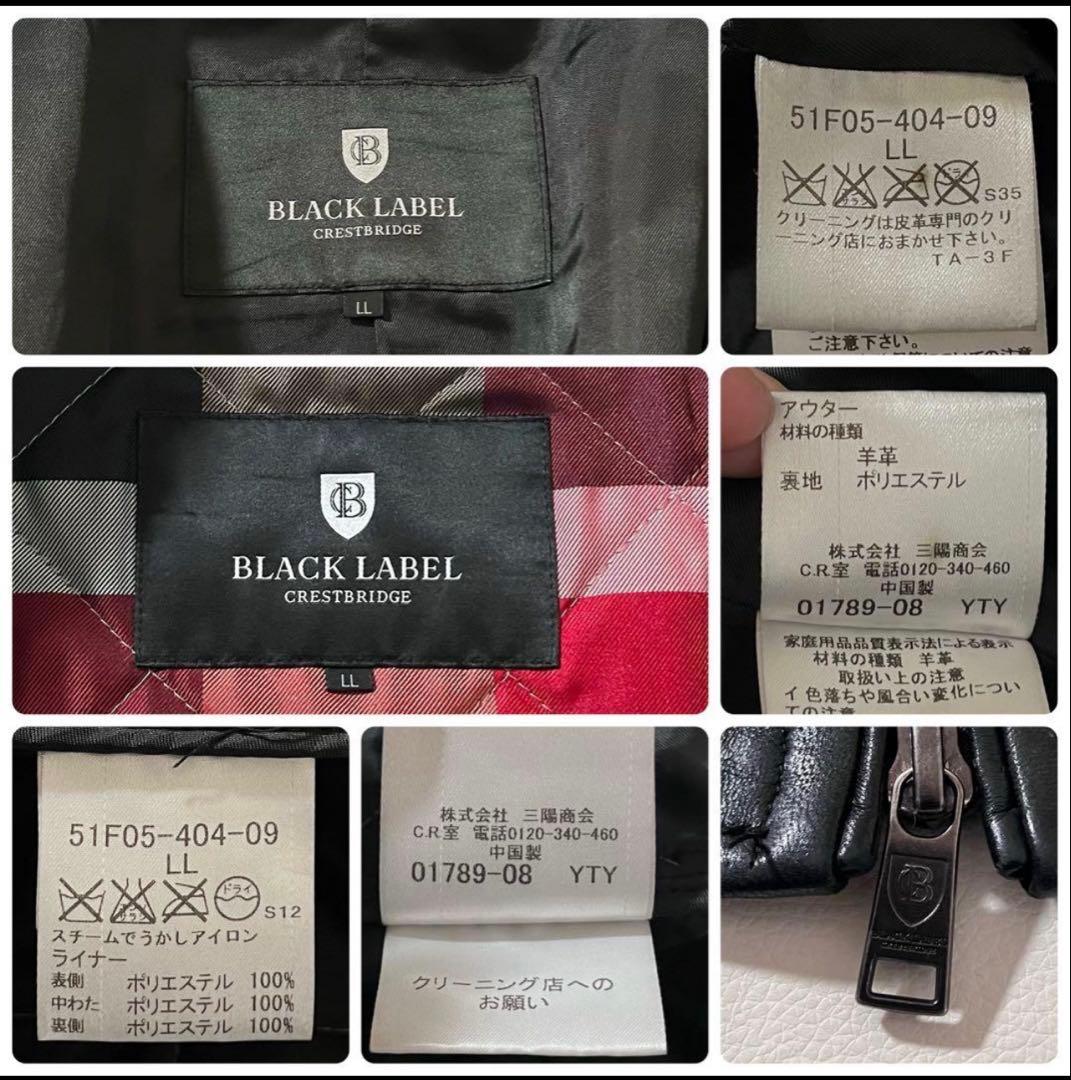 CB
BLACK LABEL
CRESTBRIDGE
LL
51F05-404-09
LL
S35
クリーニングは皮革専門のクリ
ーニング店におまかせ下さい。
TA-3F
ご注意下さい。
CB
BLACK LABEL
CRESTBRIDGE
LL
アウター
材料の種類
羊革
裏地 ポリエステル
株式会社 三陽商会
C.R室 電話0120-340-460
中国製
01789-08 YTY
家庭用品品質表示法による表示
材料の種類 羊革
取扱い上の注意
イ色落ちや風合い変化につい
ての注意
51F05-404-09
LL
ドライ
S12
スチームでうかしアイロン
ライナー
表側 ポリエステル 100%
中わた ポリエステル 100%
裏側 ポリエステル 100%
株式会社 三陽商会
C.R室 電話0120-340-460
中国製
01789-08 YTY
クリーニング店への
お願い
CB
BLACK LABEL
CRESTBRIDGE